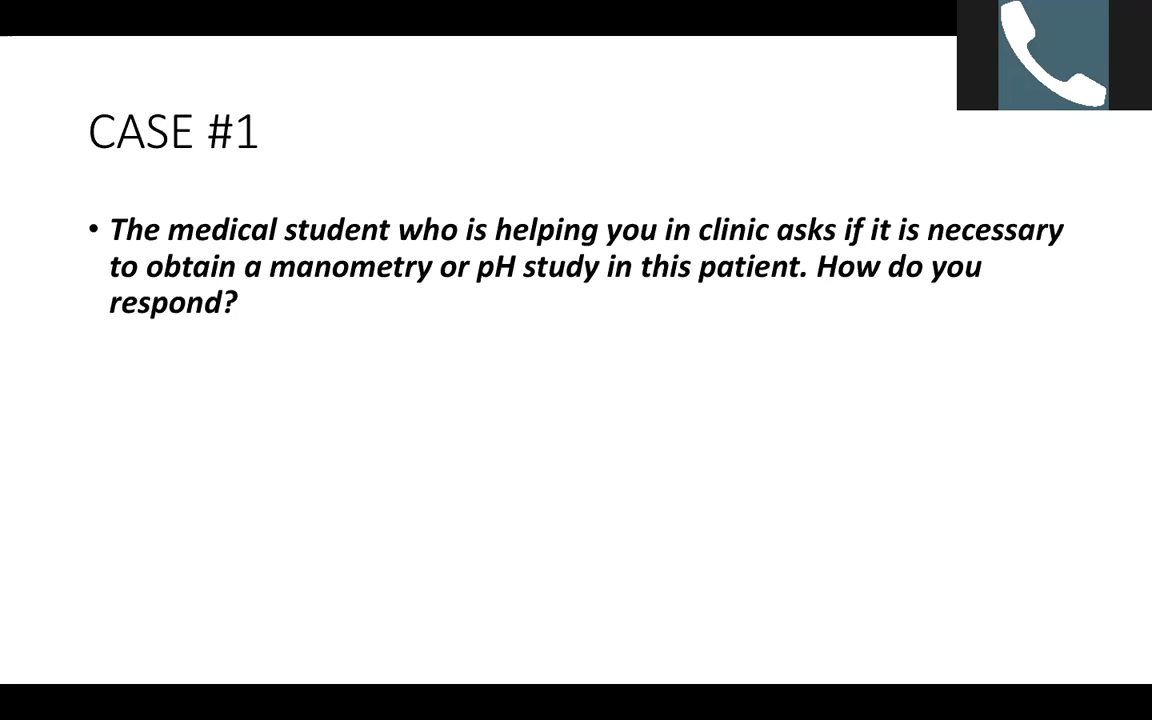 CASE #1
• The medical student who is helping you in clinic asks if it is necessary
to obtain a manometry or pH study in this patient. How do you
respond?